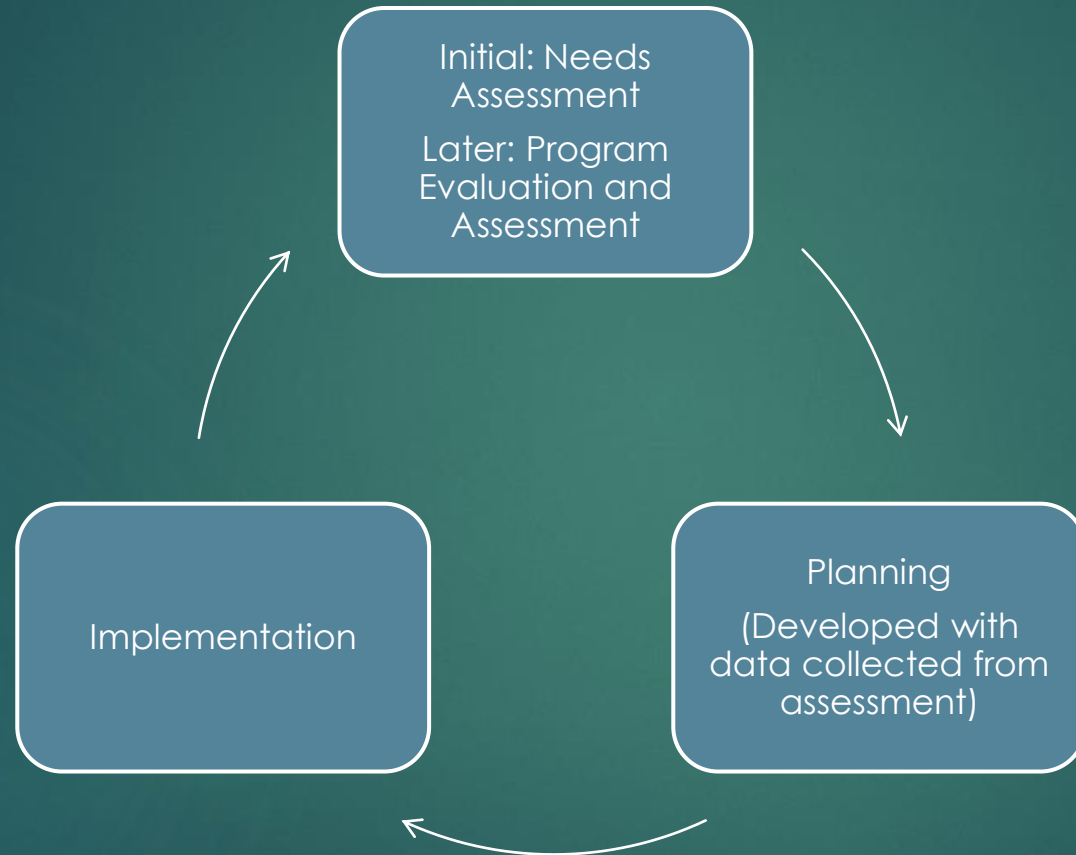 Initial: Needs
Assessment
Later: Program
Evaluation and
Assessment
Implementation
Planning
(Developed with
data collected from
assessment)